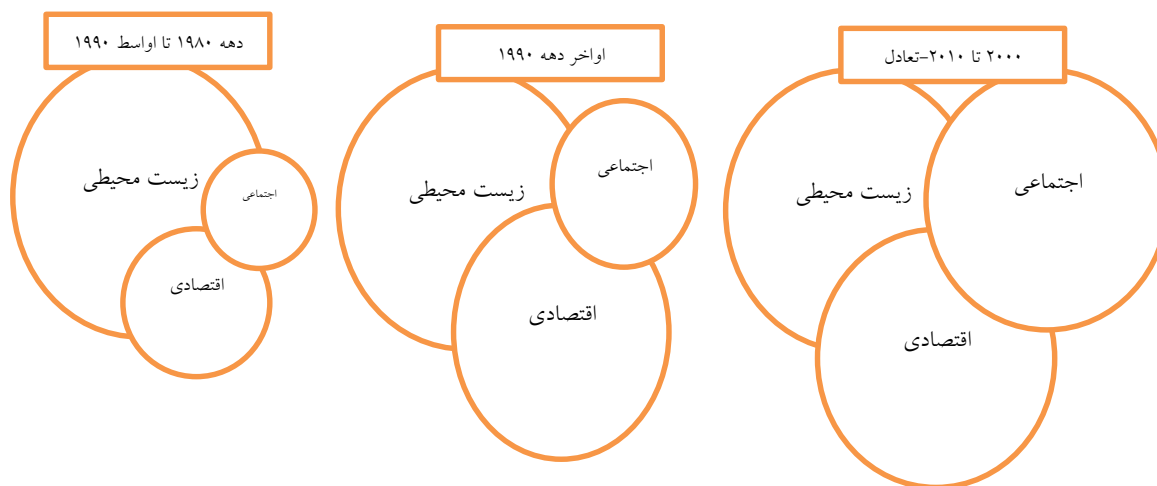 دهه ۱۹۸۰ تا اواسط ۱۹۹۰
زیست محیطی
اجتماعی
اقتصادی
اواخر دهه ۱۹۹۰
اجتماعی
زیست محیطی
اقتصادی
۲۰۰۰ تا ۲۰۱۰-تعادل
اجتماعی
زیست محیطی
اقتصادی